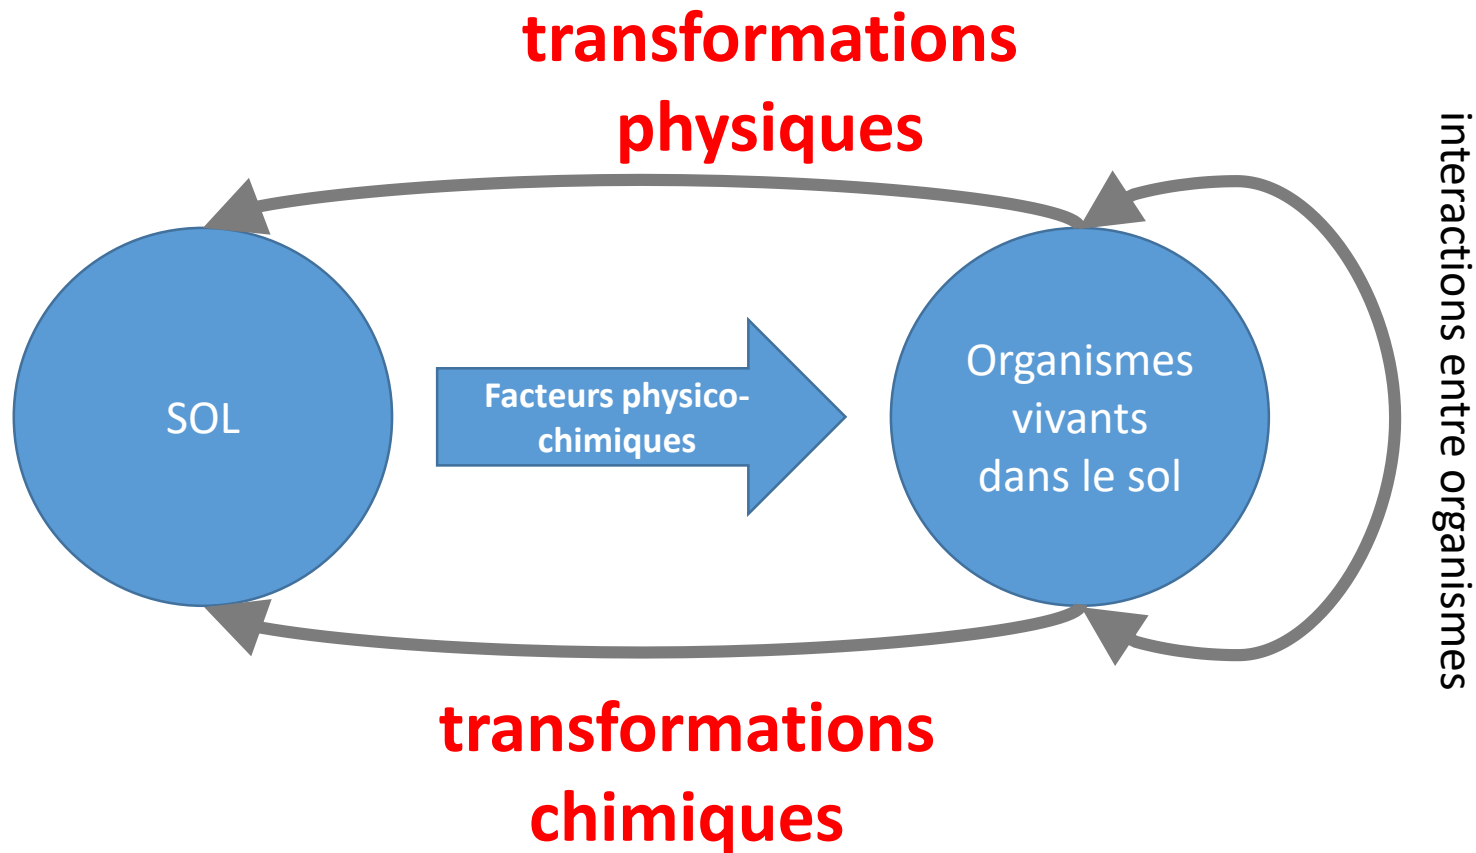 transformations
physiques
SOL
Facteurs physico-
chimiques
Organismes
vivants
dans le sol
interactions entre organismes
transformations
chimiques